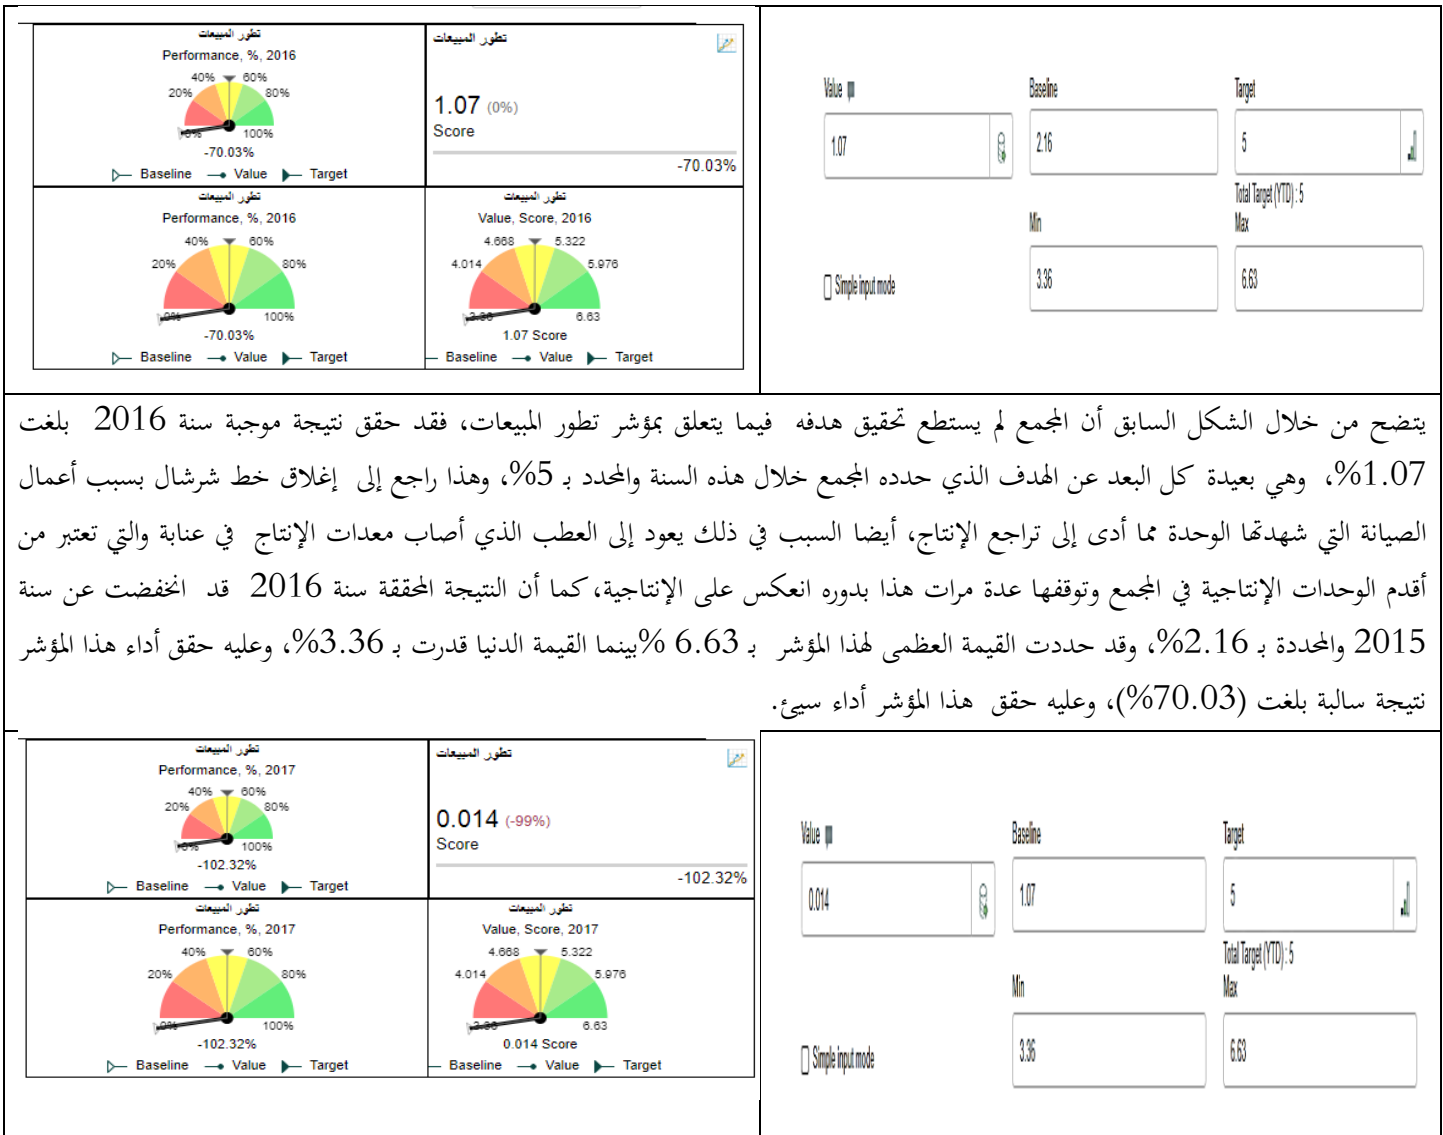 تطور المبيعات
Performance, %, 2016
40% 60%
20% 80%
0% 100%
-70.03%
Baseline Value Target
تطور المبيعات
1.07 (0%)
Score
-70.03%
تطور المبيعات
Performance, %, 2016
40% 60%
20% 80%
0% 100%
-70.03%
Baseline Value Target
تطور المبيعات
Value, Score, 2016
4.668 5.322
4.014 5.976
3.36 6.63
1.07 Score
Baseline Value Target
Value Baseline Target
1.07 2.16 5
Total Target (YTD) : 5
Min Max
Simple input mode 3.36 6.63
يتضح من خلال الشكل السابق أن المجمع لم يستطع تحقيق هدفه فيما يتعلق بمؤشر تطور المبيعات، فقد حقق نتيجة موجبة سنة 2016 بلغت
1.07%، وهي بعيدة كل البعد عن الهدف الذي حدده المجمع خلال هذه السنة والمحدد بـ 5%، وهذا راجع إلى إغلاق خط شرشال بسبب أعمال
الصيانة التي شهدتها الوحدة مما أدى إلى تراجع الإنتاج، أيضا السبب في ذلك يعود إلى العطب الذي أصاب معدات الإنتاج في عنابة والتي تعتبر من
أقدم الوحدات الإنتاجية في المجمع وتوقفها عدة مرات هذا بدوره انعكس على الإنتاجية، كما أن النتيجة المحققة سنة 2016 قد انخفضت عن سنة
2015 والمحددة بـ 2.16%، وقد حددت القيمة العظمى لهذا المؤشر بـ 6.63 %بينما القيمة الدنيا قدرت بـ 3.36%، وعليه حقق أداء هذا المؤشر
نتيجة سالبة بلغت (70.03%)، وعليه حقق هذا المؤشر أداء سيئ.
تطور المبيعات
Performance, %, 2017
40% 60%
20% 80%
0% 100%
-102.32%
Baseline Value Target
تطور المبيعات
0.014 (-99%)
Score
-102.32%
تطور المبيعات
Performance, %, 2017
40% 60%
20% 80%
0% 100%
-102.32%
Baseline Value Target
تطور المبيعات
Value, Score, 2017
4.668 5.322
4.014 5.976
3.36 6.63
0.014 Score
Baseline Value Target
Value Baseline Target
0.014 1.07 5
Total Target (YTD) : 5
Min Max
Simple input mode 3.36 6.63